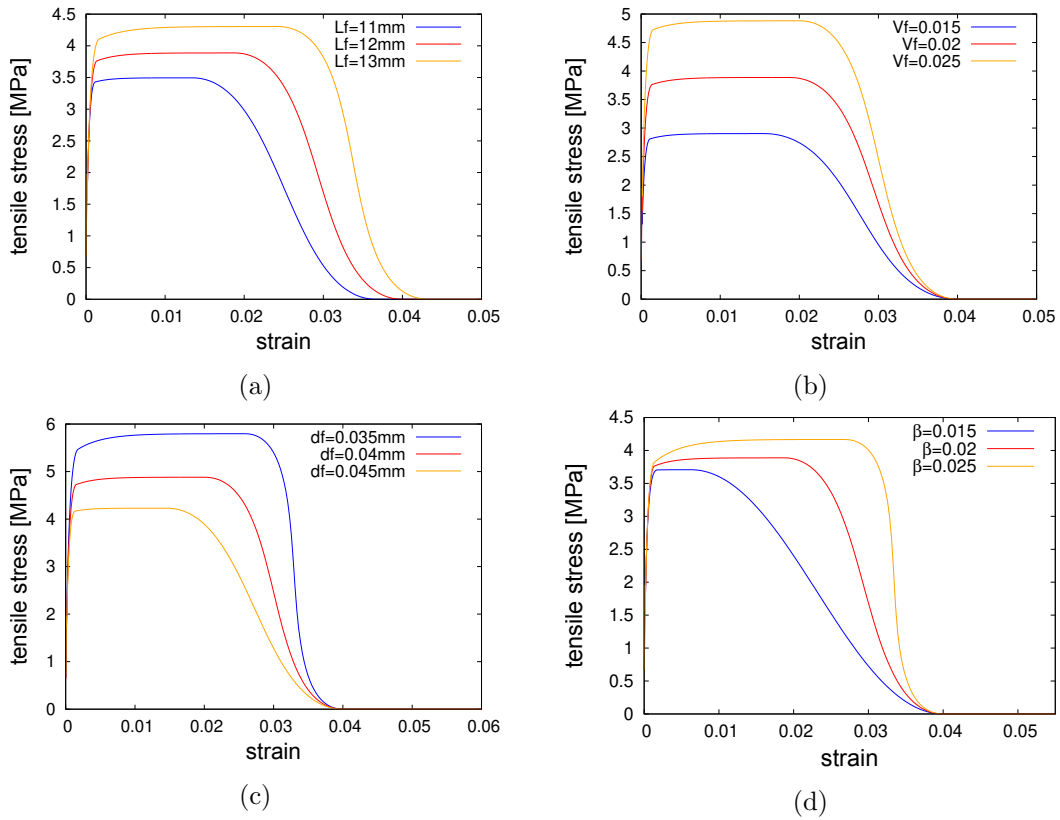 4.5
4
3.5
3
2.5
2
1.5
1
0.5
0
tensile stress [MPa]
Lf=11mm
Lf=12mm
Lf=13mm
0 0.01 0.02 0.03 0.04 0.05
strain
(a)
5
4.5
4
3.5
3
2.5
2
1.5
1
0.5
0
tensile stress [MPa]
Vf=0.015
Vf=0.02
Vf=0.025
0 0.01 0.02 0.03 0.04 0.05
strain
(b)
6
5
4
3
2
1
0
tensile stress [MPa]
df=0.035mm
df=0.04mm
df=0.045mm
0 0.01 0.02 0.03 0.04 0.05 0.06
strain
(c)
4.5
4
3.5
3
2.5
2
1.5
1
0.5
0
tensile stress [MPa]
β=0.015
β=0.02
β=0.025
0 0.01 0.02 0.03 0.04 0.05
strain
(d)